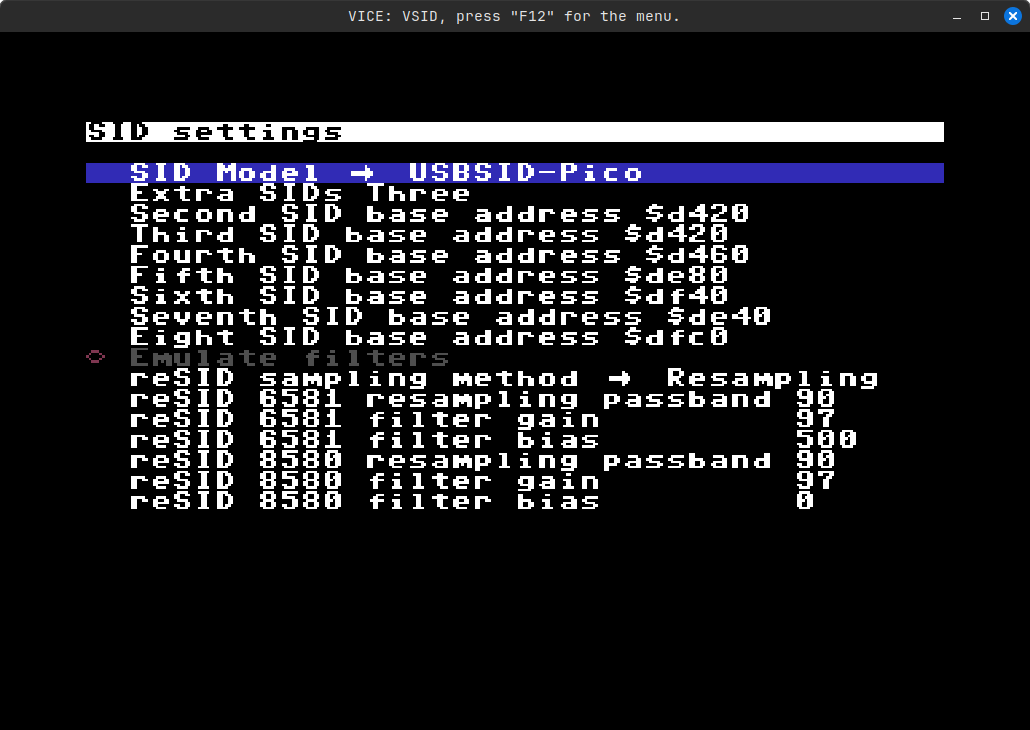 VICE: VSID, press "F12" for the menu.
SID settings
SID Model → USBSID-Pico
Extra SIDs Three
Second SID base address $d420
Third SID base address $d420
Fourth SID base address $d460
Fifth SID base address $de80
Sixth SID base address $df40
Seventh SID base address $de40
Eight SID base address $dfc0
Emulate filters
reSID sampling method → Resampling
reSID 6581 resampling passband 90
reSID 6581 filter gain 97
reSID 6581 filter bias 500
reSID 8580 resampling passband 90
reSID 8580 filter gain 97
reSID 8580 filter bias 0